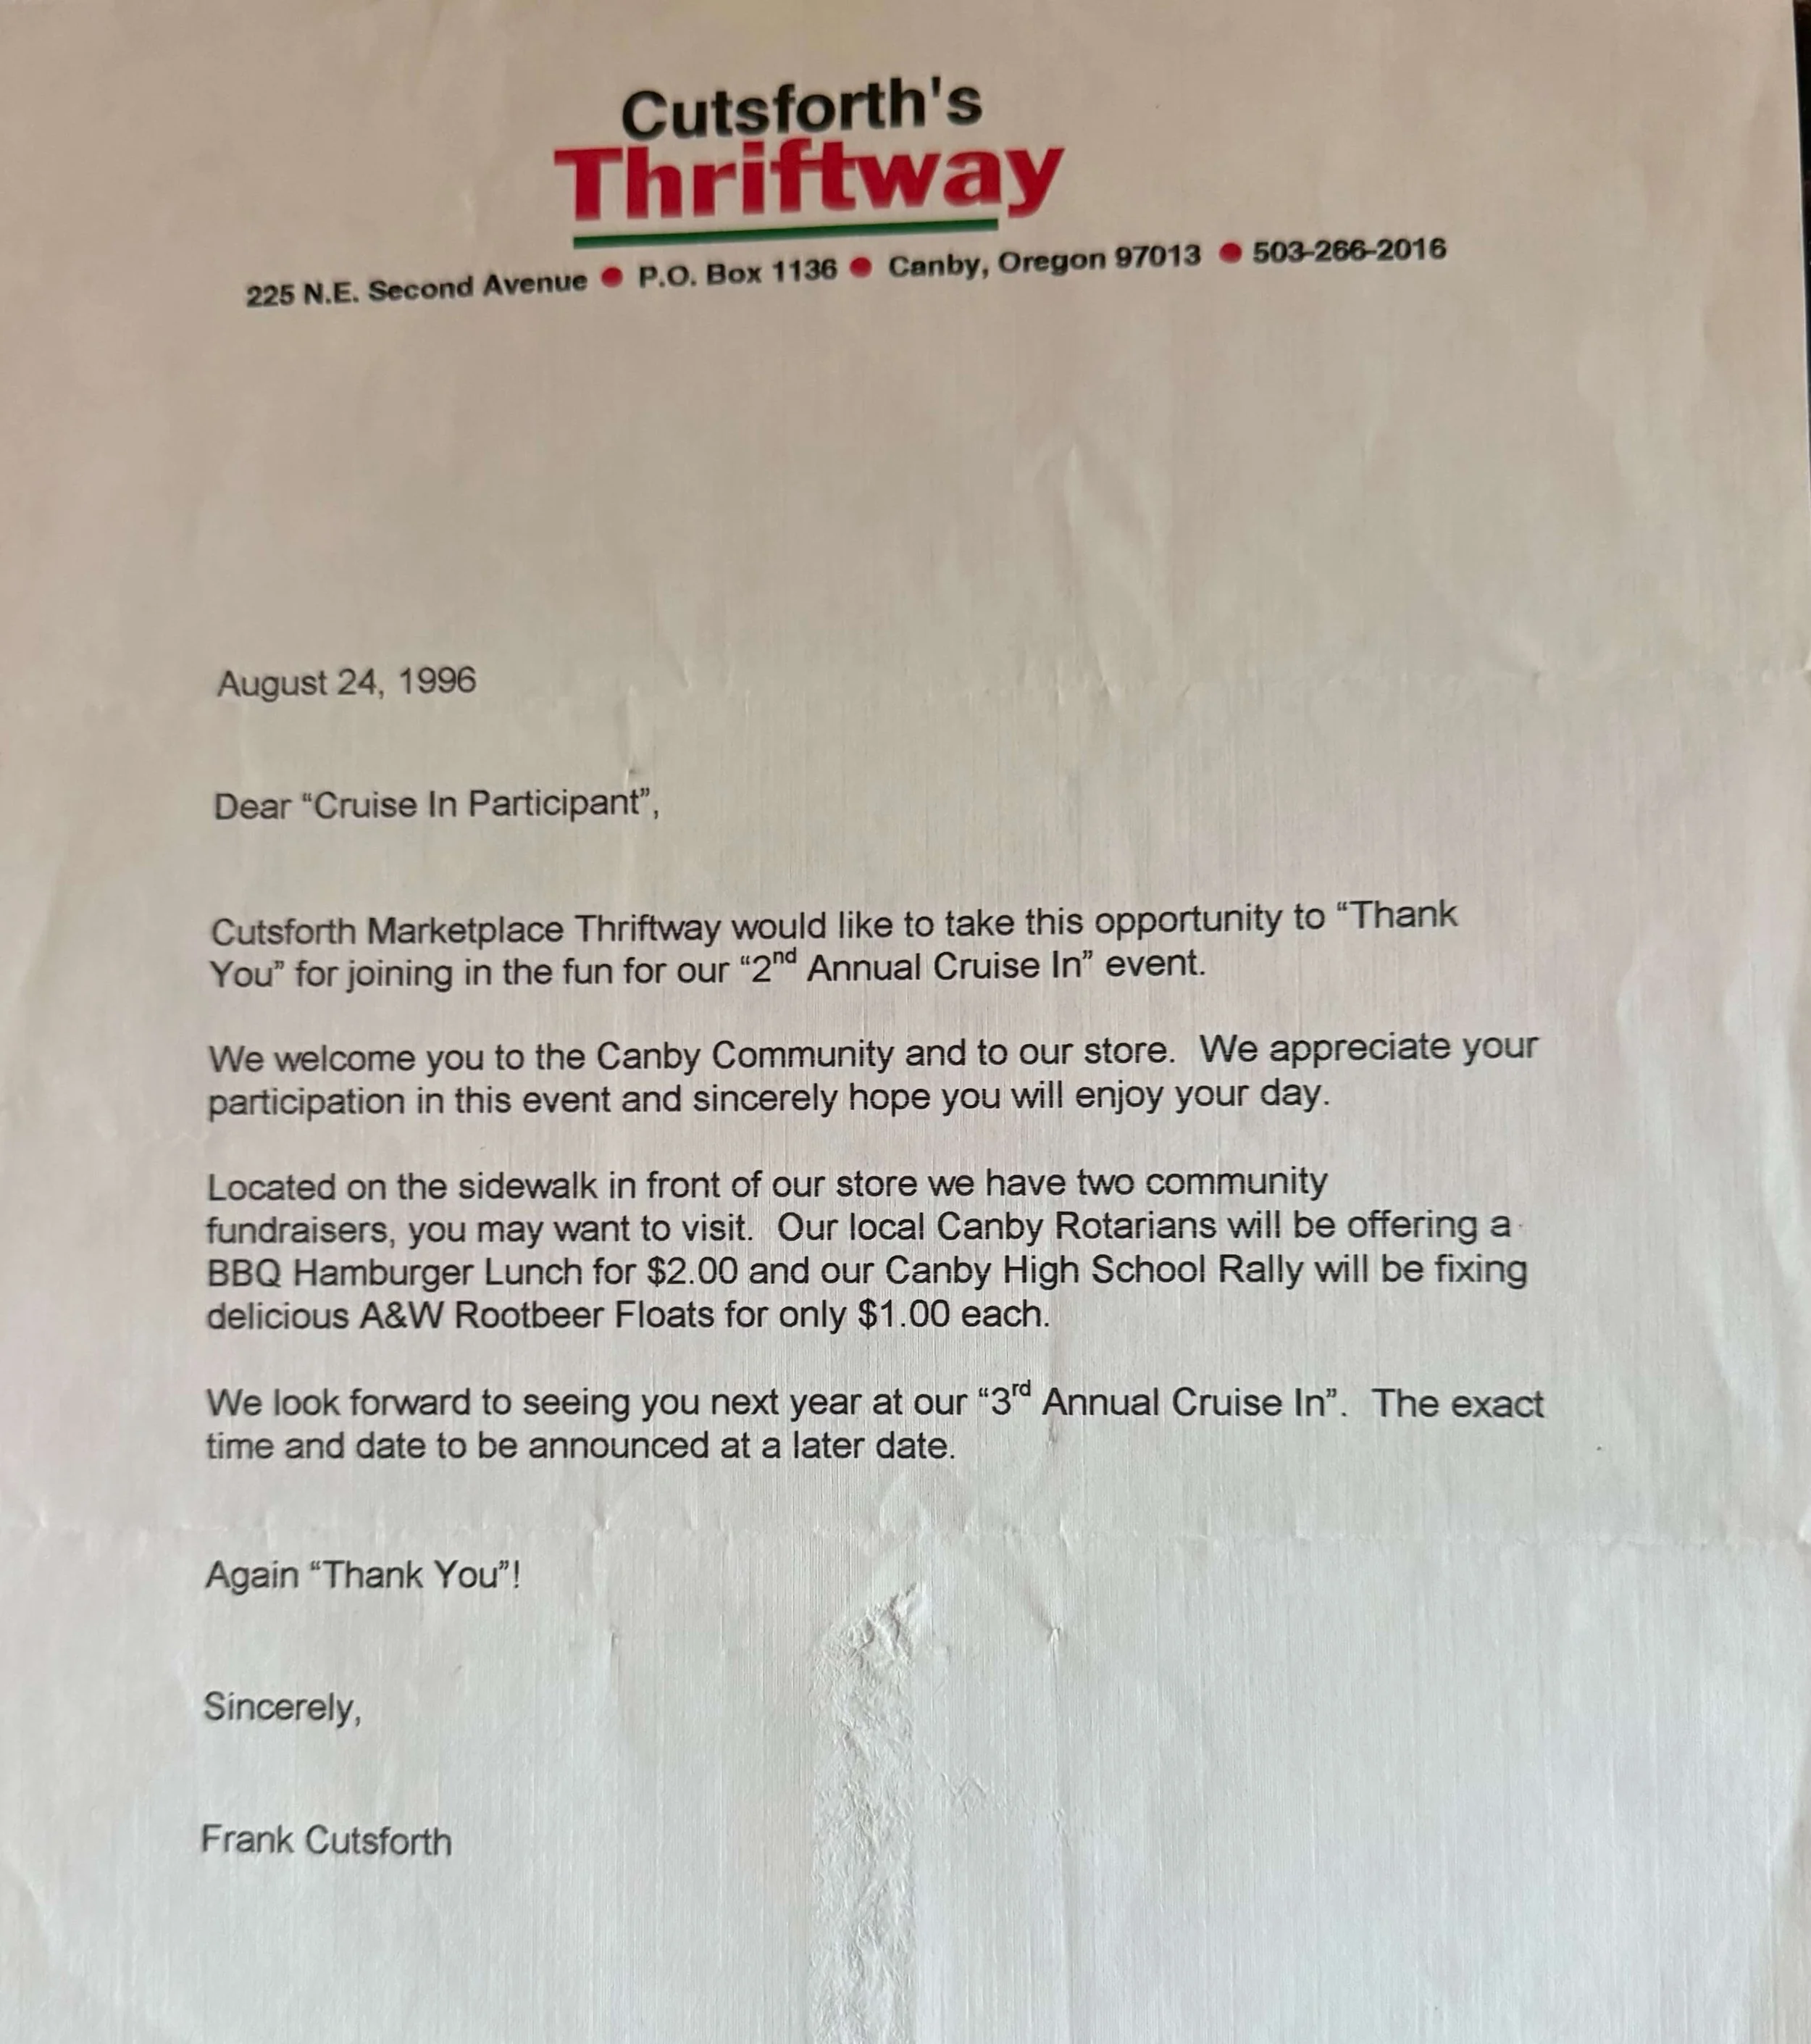 Cutsforth's
Thriftway
225 N.E. Second Avenue ● P.O. Box 1136 ● Canby, Oregon 97013 ● 503-266-2016
August 24, 1996
Dear “Cruise In Participant”,
Cutsforth Marketplace Thriftway would like to take this opportunity to “Thank
You” for joining in the fun for our “2nd Annual Cruise In” event.
We welcome you to the Canby Community and to our store.  We appreciate your
participation in this event and sincerely hope you will enjoy your day.
Located on the sidewalk in front of our store we have two community
fundraisers, you may want to visit.  Our local Canby Rotarians will be offering a
BBQ Hamburger Lunch for $2.00 and our Canby High School Rally will be fixing
delicious A&W Rootbeer Floats for only $1.00 each.
We look forward to seeing you next year at our “3rd Annual Cruise In”.  The exact
time and date to be announced at a later date.
Again “Thank You”!
Sincerely,
Frank Cutsforth